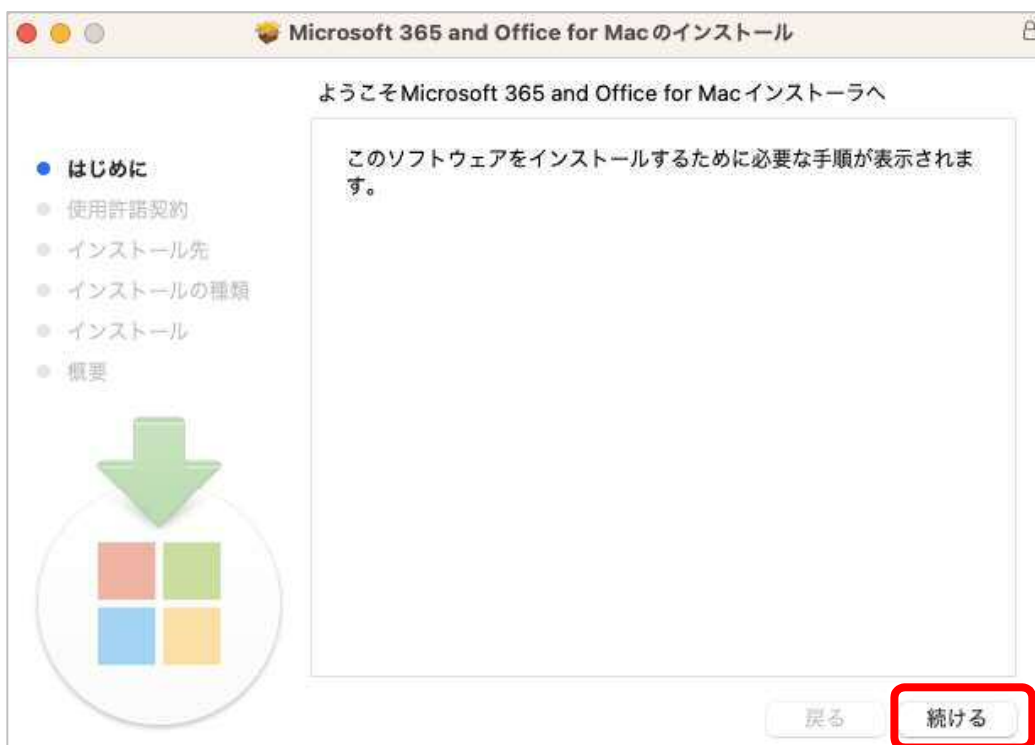 Microsoft 365 and Office for Macのインストール
ようこそMicrosoft 365 and Office for Macインストーラへ
はじめに
使用許諾契約
インストール先
インストールの種類
インストール
概要
このソフトウェアをインストールするために必要な手順が表示されま
す。
戻る
続ける